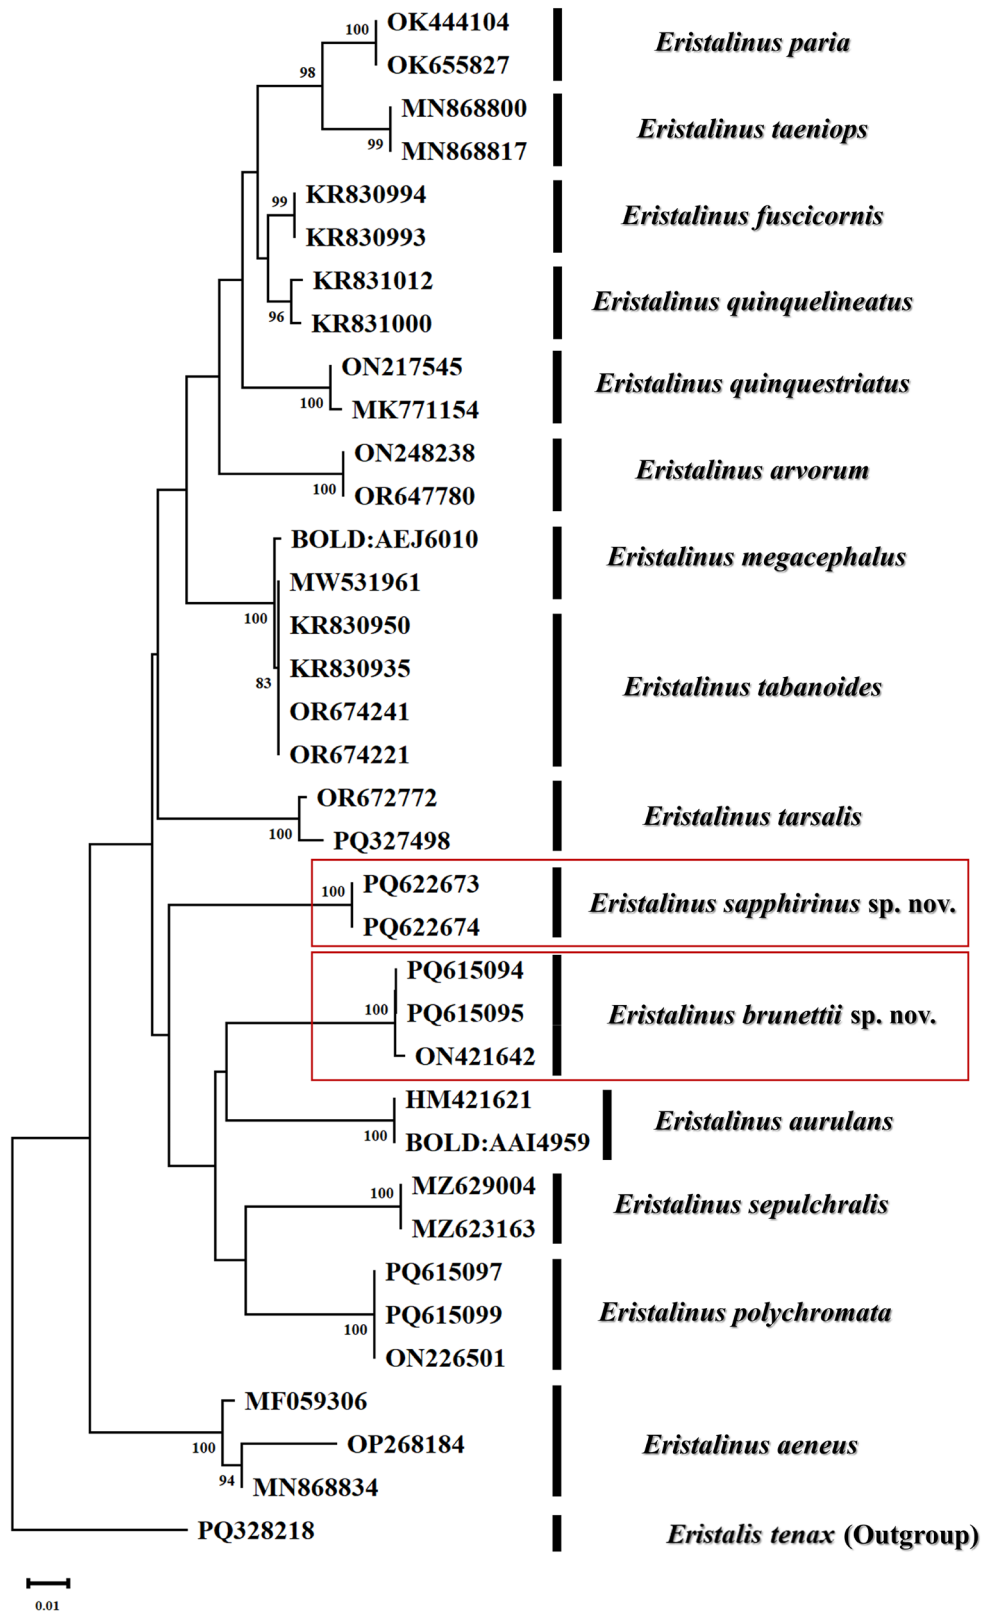 100
OK444104
OK655827
Eristalinus paria
98
MN868800
MN868817
99
Eristalinus taeniops
99
KR830994
KR830993
Eristalinus fuscicornis
KR831012
KR831000
96
Eristalinus quinquelineatus
ON217545
MK771154
100
Eristalinus quinquestriatus
ON248238
OR647780
100
Eristalinus arvorum
BOLD:AEJ6010
MW531961
100
Eristalinus megacephalus
KR830950
KR830935
OR674241
OR674221
83
Eristalinus tabanoides
OR672772
PQ327498
100
Eristalinus tarsalis
100
PQ622673
PQ622674
Eristalinus sapphirinus sp. nov.
PQ615094
100
PQ615095
ON421642
Eristalinus brunettii sp. nov.
HM421621
BOLD:AAI4959
100
Eristalinus aurulans
100
MZ629004
MZ623163
Eristalinus sepulchralis
PQ615097
PQ615099
ON226501
100
Eristalinus polychromata
MF059306
100
OP268184
94
MN868834
Eristalinus aeneus
PQ328218
Eristalis tenax (Outgroup)
0.01